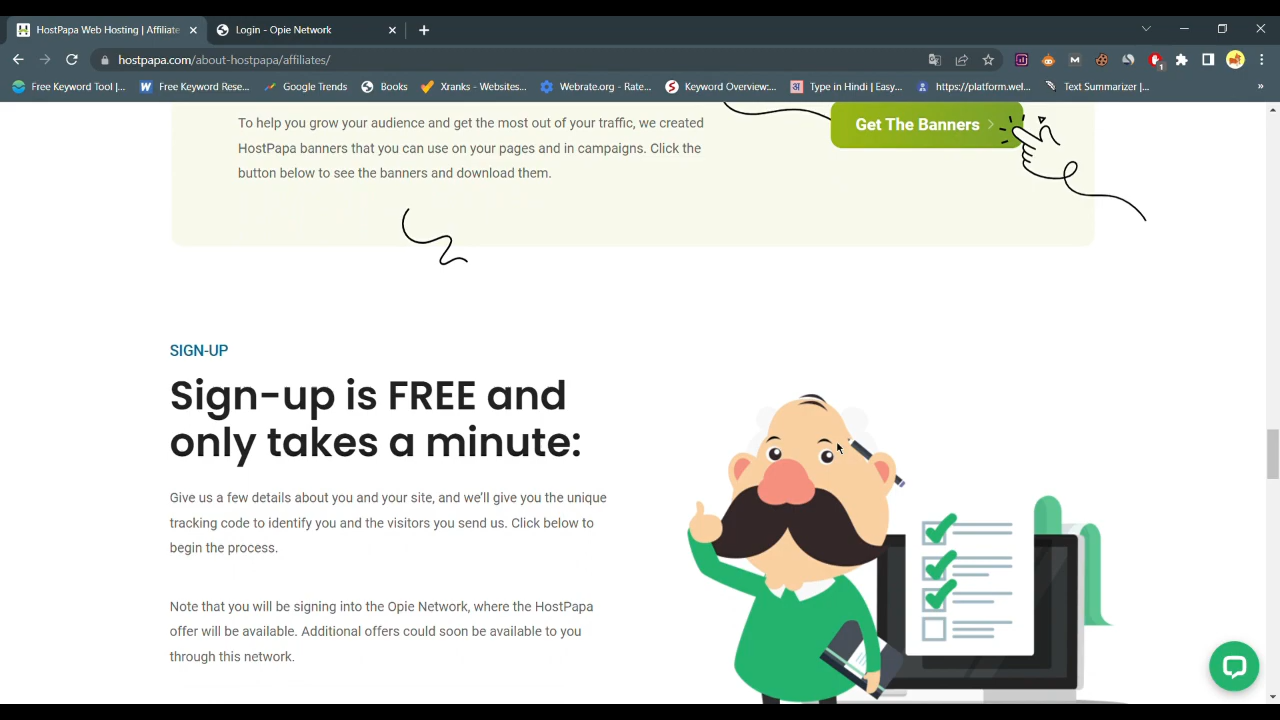 HostPapa Web Hosting | Affiliate
Login - Opie Network
hostpapa.com/about-hostpapa/affiliates/
1
Free Keyword Tool |...
Free Keyword Rese...
Google Trends
Books
Xranks - Websites...
Webrate.org - Rate...
Keyword Overview:...
Type in Hindi | Easy...
https://platform.wel...
Text Summarizer |...
»
To help you grow your audience and get the most out of your traffic, we created
HostPapa banners that you can use on your pages and in campaigns. Click the
button below to see the banners and download them.
Get The Banners
SIGN-UP
Sign-up is FREE and
only takes a minute:
Give us a few details about you and your site, and we'll give you the unique
tracking code to identify you and the visitors you send us. Click below to
begin the process.
Note that you will be signing into the Opie Network, where the HostPapa
offer will be available. Additional offers could soon be available to you
through this network.